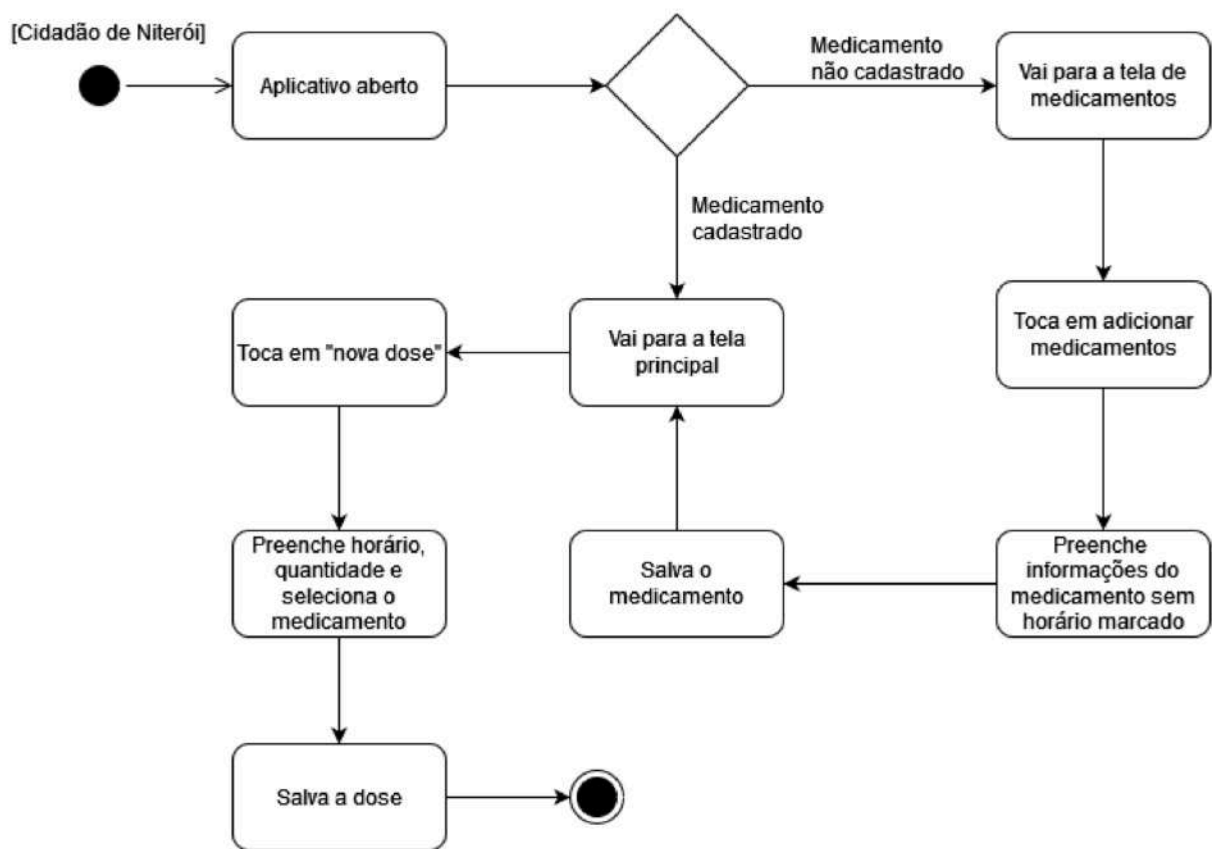 [Cidadão de Niterói]
Aplicativo aberto
Medicamento
não cadastrado
Vai para a tela de
medicamentos
Medicamento
cadastrado
Toca em "nova dose"
Vai para a tela
principal
Toca em adicionar
medicamentos
Preenche horário,
quantidade e
seleciona o
medicamento
Salva o
medicamento
Preenche
informações do
medicamento sem
horário marcado
Salva a dose